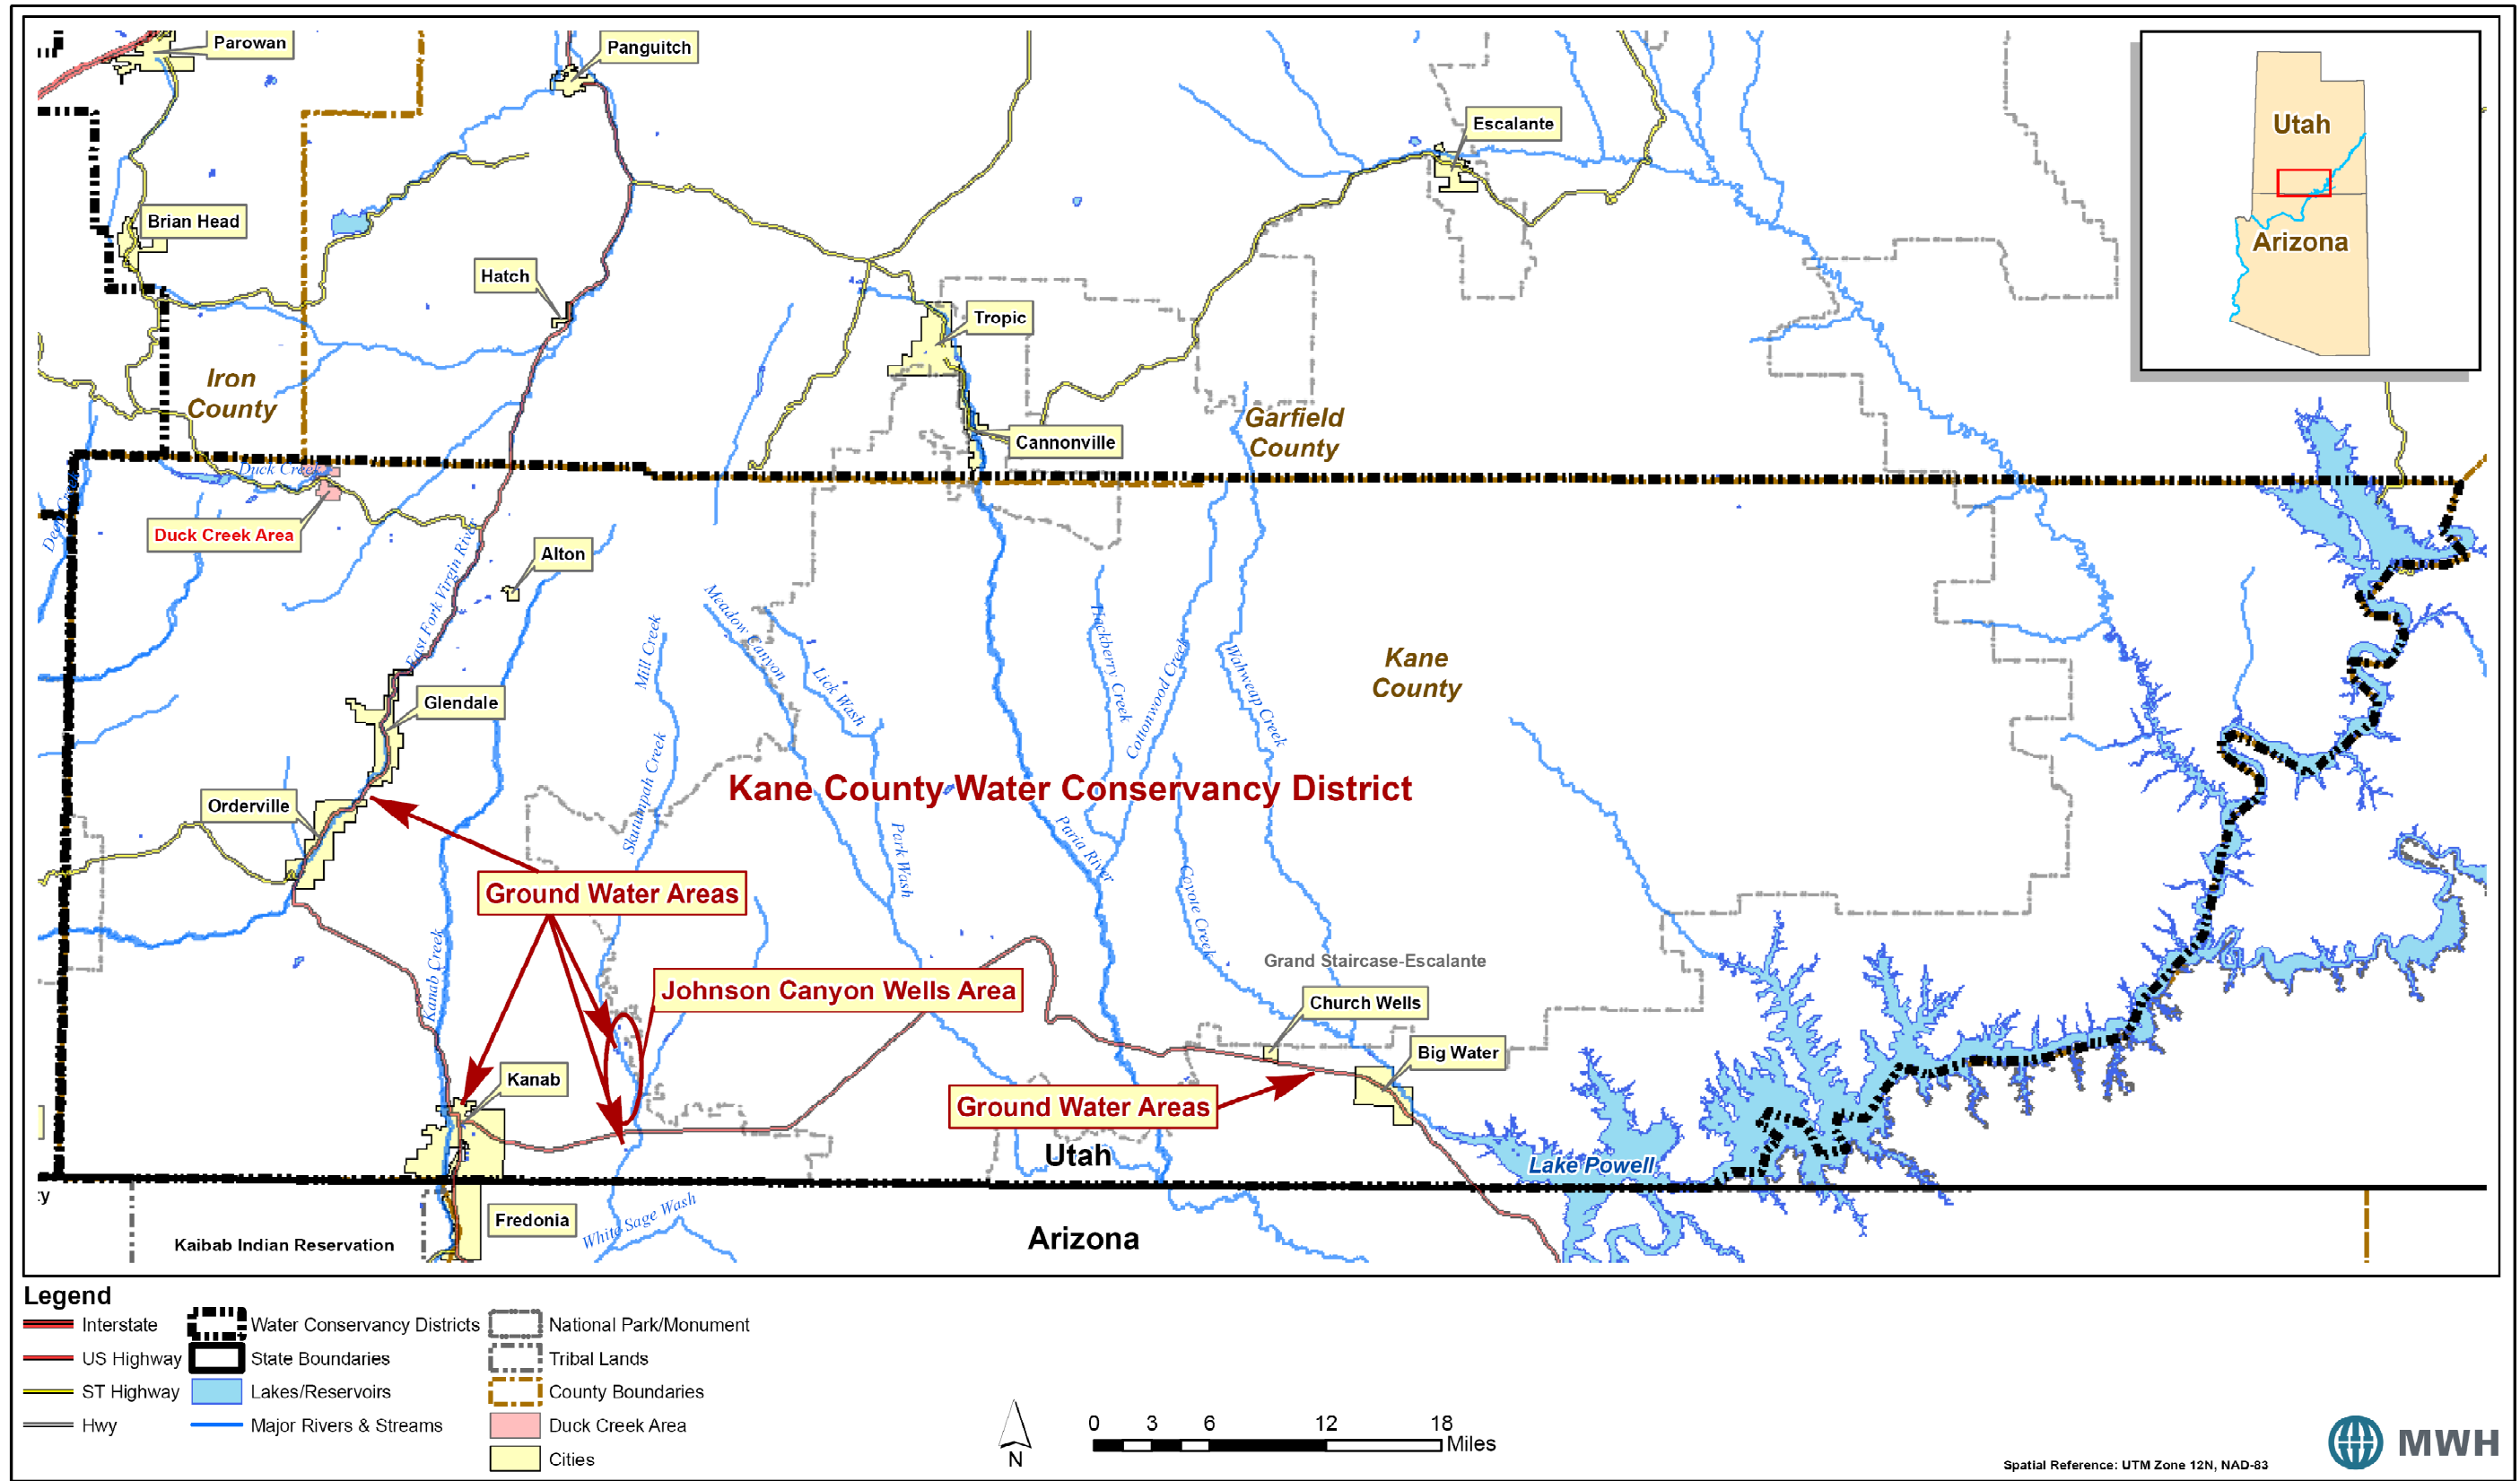 Parowan
Panguitch
Escalante
Utah
Arizona
Brian Head
Hatch
Tropic
Iron
County
Garfield
County
Cannonville
Duck Creek
Duck Creek Area
Deep Creek
East Fork Virgin River
Alton
Meadow Canyon
Mill Creek
Lick Wash
Hackberry Creek
Cottonwood Creek
Wahweap Creek
Kane
County
Glendale
Skutumpah Creek
Kane County Water Conservancy District
Orderville
Park Wash
Paria River
Coyote Creek
Ground Water Areas
Kanab Creek
Grand Staircase-Escalante
Johnson Canyon Wells Area
Church Wells
Big Water
Kanab
Ground Water Areas
Utah
Lake Powell
ty
Fredonia
White Sage Wash
Kaibab Indian Reservation
Arizona
Legend
Interstate
US Highway
ST Highway
Hwy
Water Conservancy Districts
State Boundaries
Lakes/Reservoirs
Major Rivers & Streams
National Park/Monument
Tribal Lands
County Boundaries
Duck Creek Area
Cities
N
0 3 6 12 18
Miles
MWH
Spatial Reference: UTM Zone 12N, NAD-83